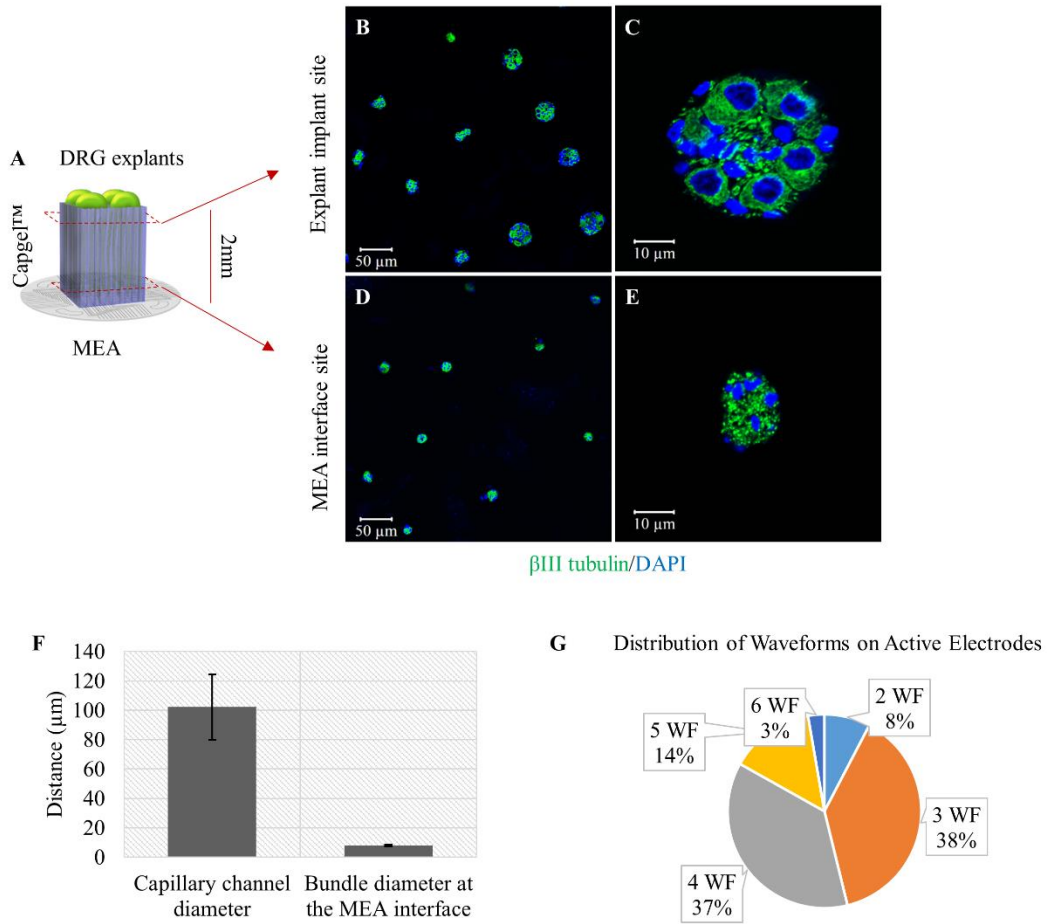 A
DRG explants
Capgel™
2mm
MEA
Explant implant site
B
50 µm
C
10 µm
MEA interface site
D
50 µm
E
10 µm
βIII tubulin/DAPI
F
Distance (µm)
140
120
100
80
60
40
20
0
Capillary channel
diameter
Bundle diameter at
the MEA interface
G
Distribution of Waveforms on Active Electrodes
6 WF
3%
2 WF
8%
5 WF
14%
3 WF
38%
4 WF
37%